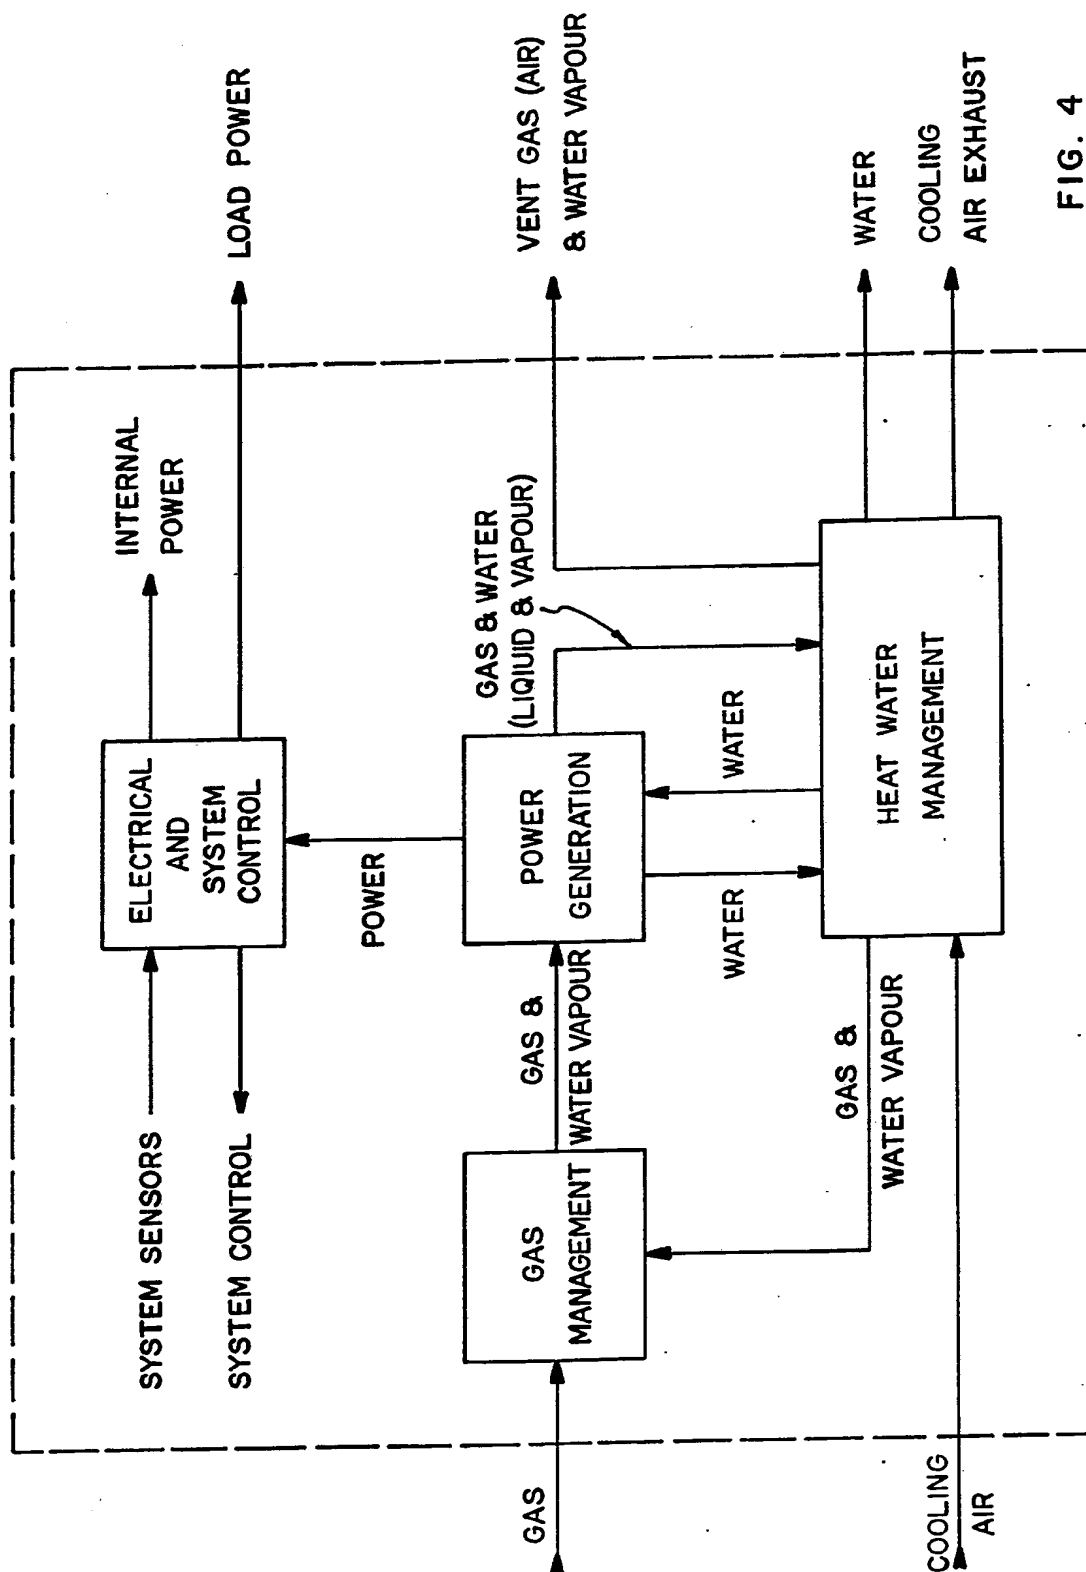 SYSTEM SENSORS
SYSTEM CONTROL
ELECTRICAL
AND
SYSTEM
CONTROL
INTERNAL
POWER
LOAD POWER
POWER
GAS
GAS
MANAGEMENT
GAS &
WATER VAPOUR
POWER
GENERATION
GAS & WATER
(LIQIUID & VAPOUR)
VENT GAS (AIR)
& WATER VAPOUR
WATER
WATER
GAS &
WATER VAPOUR
HEAT WATER
MANAGEMENT
WATER
COOLING
AIR EXHAUST
COOLING
AIR
FIG. 4